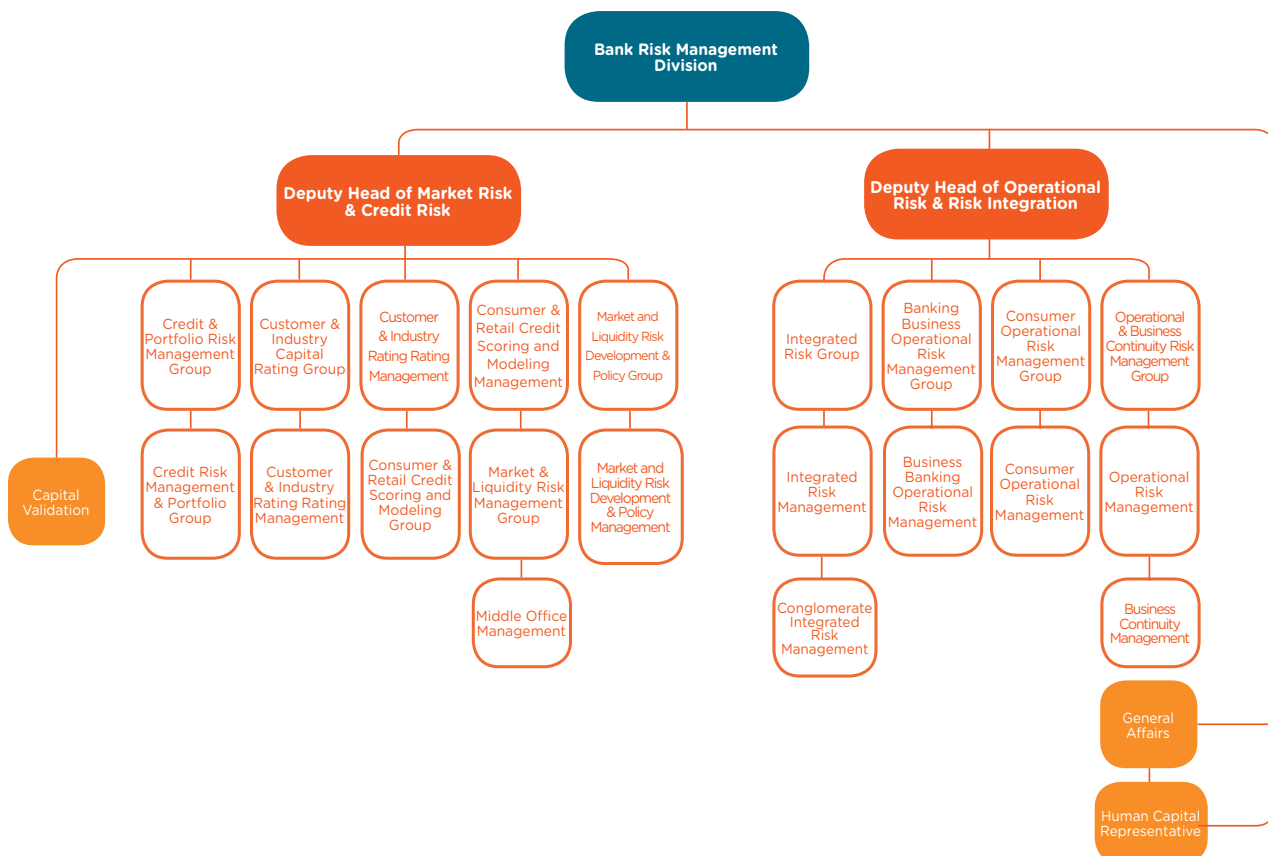 Bank Risk Management
Division
Deputy Head of Market Risk
& Credit Risk
Deputy Head of Operational
Risk & Risk Integration
Credit &
Portfolio Risk
Management
Group
Customer &
Industry
Capital
Rating Group
Customer
& Industry
Rating Rating
Management
Consumer &
Retail Credit
Scoring and
Modeling
Management
Market and
Liquidity Risk
Development &
Policy Group
Integrated
Risk Group
Banking
Business
Operational
Risk
Management
Group
Consumer
Operational
Risk
Management
Group
Operational
& Business
Continuity Risk
Management
Group
Capital
Validation
Credit Risk
Management
& Portfolio
Group
Customer
& Industry
Rating Rating
Management
Consumer &
Retail Credit
Scoring and
Modeling
Group
Market &
Liquidity Risk
Management
Group
Market and
Liquidity Risk
Development
& Policy
Management
Integrated
Risk
Management
Business
Banking
Operational
Risk
Management
Consumer
Operational
Risk
Management
Operational
Risk
Management
Middle Office
Management
Conglomerate
Integrated
Risk
Management
Business
Continuity
Management
General
Affairs
Human Capital
Representative